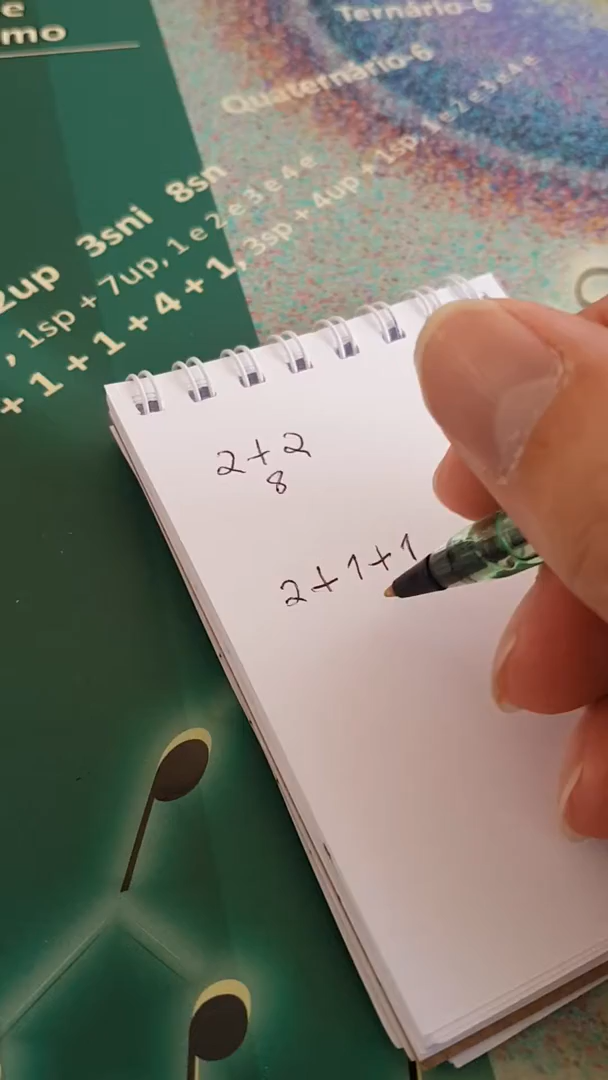 e
mo
Ternário-6
Quaternário-6
2up 3sni 8sn
, 1sp + 7up, 1 e 2 e 3 e 4 e
+ 1 + 1 + 4 + 1, 3sp + 4up + 1sp, 1 e 2 e 3 e 4 e
2+2
8
2+1+1